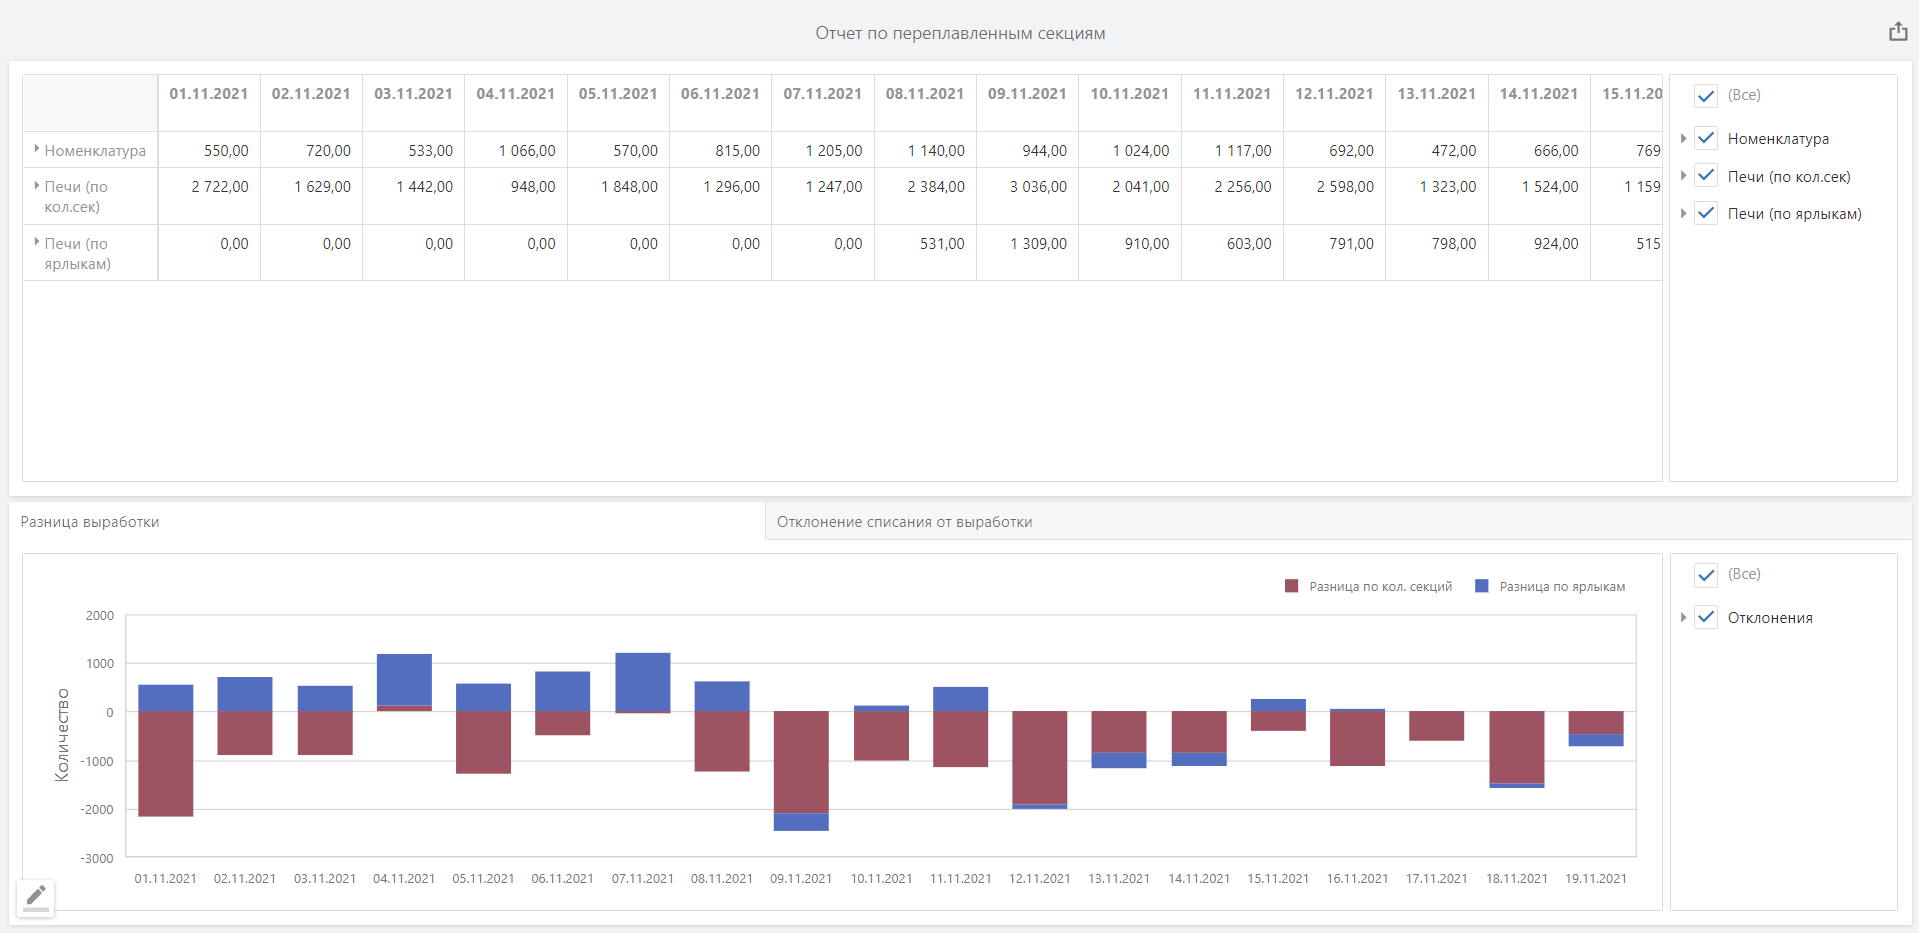 Отчет по переплавленным секциям
01.11.2021 02.11.2021 03.11.2021 04.11.2021 05.11.2021 06.11.2021 07.11.2021 08.11.2021 09.11.2021 10.11.2021 11.11.2021 12.11.2021 13.11.2021 14.11.2021 15.11.20
Номенклатура 550,00 720,00 533,00 1 066,00 570,00 815,00 1 205,00 1 140,00 944,00 1 024,00 1 117,00 692,00 472,00 666,00 769
Печи (по 2 722,00 1 629,00 1 442,00 948,00 1 848,00 1 296,00 1 247,00 2 384,00 3 036,00 2 041,00 2 256,00 2 598,00 1 323,00 1 524,00 1 159
кол.сек)
Печи (по 0,00 0,00 0,00 0,00 0,00 0,00 0,00 531,00 1 309,00 910,00 603,00 791,00 798,00 924,00 515
ярлыкам)
(Все)
Номенклатура
Печи (по кол.сек)
Печи (по ярлыкам)
Разница выработки
Отклонение списания от выработки
Разница по кол. секций Разница по ярлыкам
Количество
2000
1000
0
-1000
-2000
-3000
01.11.2021 02.11.2021 03.11.2021 04.11.2021 05.11.2021 06.11.2021 07.11.2021 08.11.2021 09.11.2021 10.11.2021 11.11.2021 12.11.2021 13.11.2021 14.11.2021 15.11.2021 16.11.2021 17.11.2021 18.11.2021 19.11.2021
(Все)
Отклонения